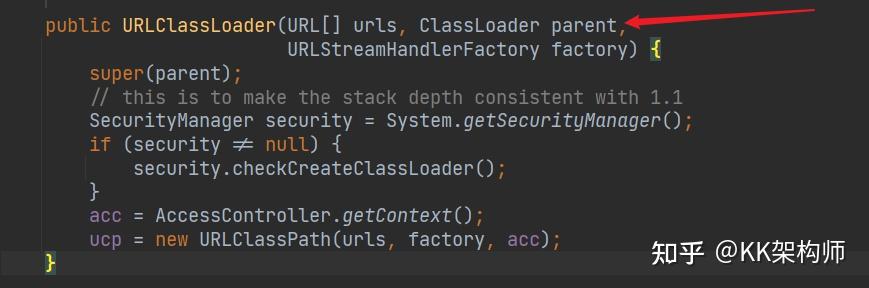 public URLClassLoader(URL[] urls, ClassLoader parent,
URLStreamHandlerFactory factory) {
super(parent);
// this is to make the stack depth consistent with 1.1
SecurityManager security = System.getSecurityManager();
if (security ≠ null) {
security.checkCreateClassLoader();
}
acc = AccessController.getContext();
ucp = new URLClassPath(urls, factory, acc);
}
知乎 @KK架构师